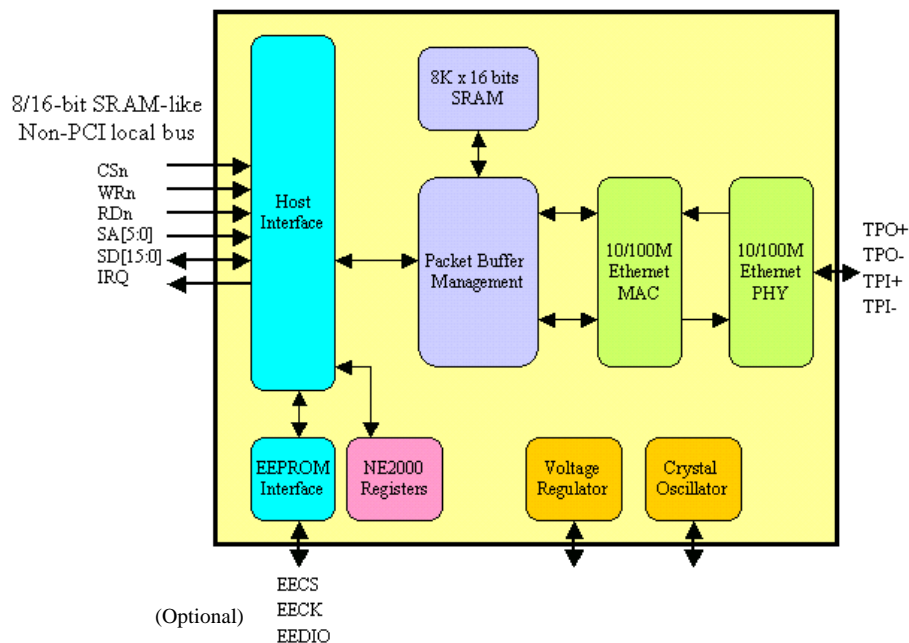 8K x 16 bits
SRAM
8/16-bit SRAM-like
Non-PCI local bus
CSn
WRn
RDn
SA[5:0]
SD[15:0]
IRQ
Host
Interface
Packet Buffer
Management
10/100M
Ethernet
MAC
10/100M
Ethernet
PHY
TPO+
TPO-
TPI+
TPI-
EEPROM
Interface
NE2000
Registers
Voltage
Regulator
Crystal
Oscillator
(Optional)
EECS
EECK
EEDIO